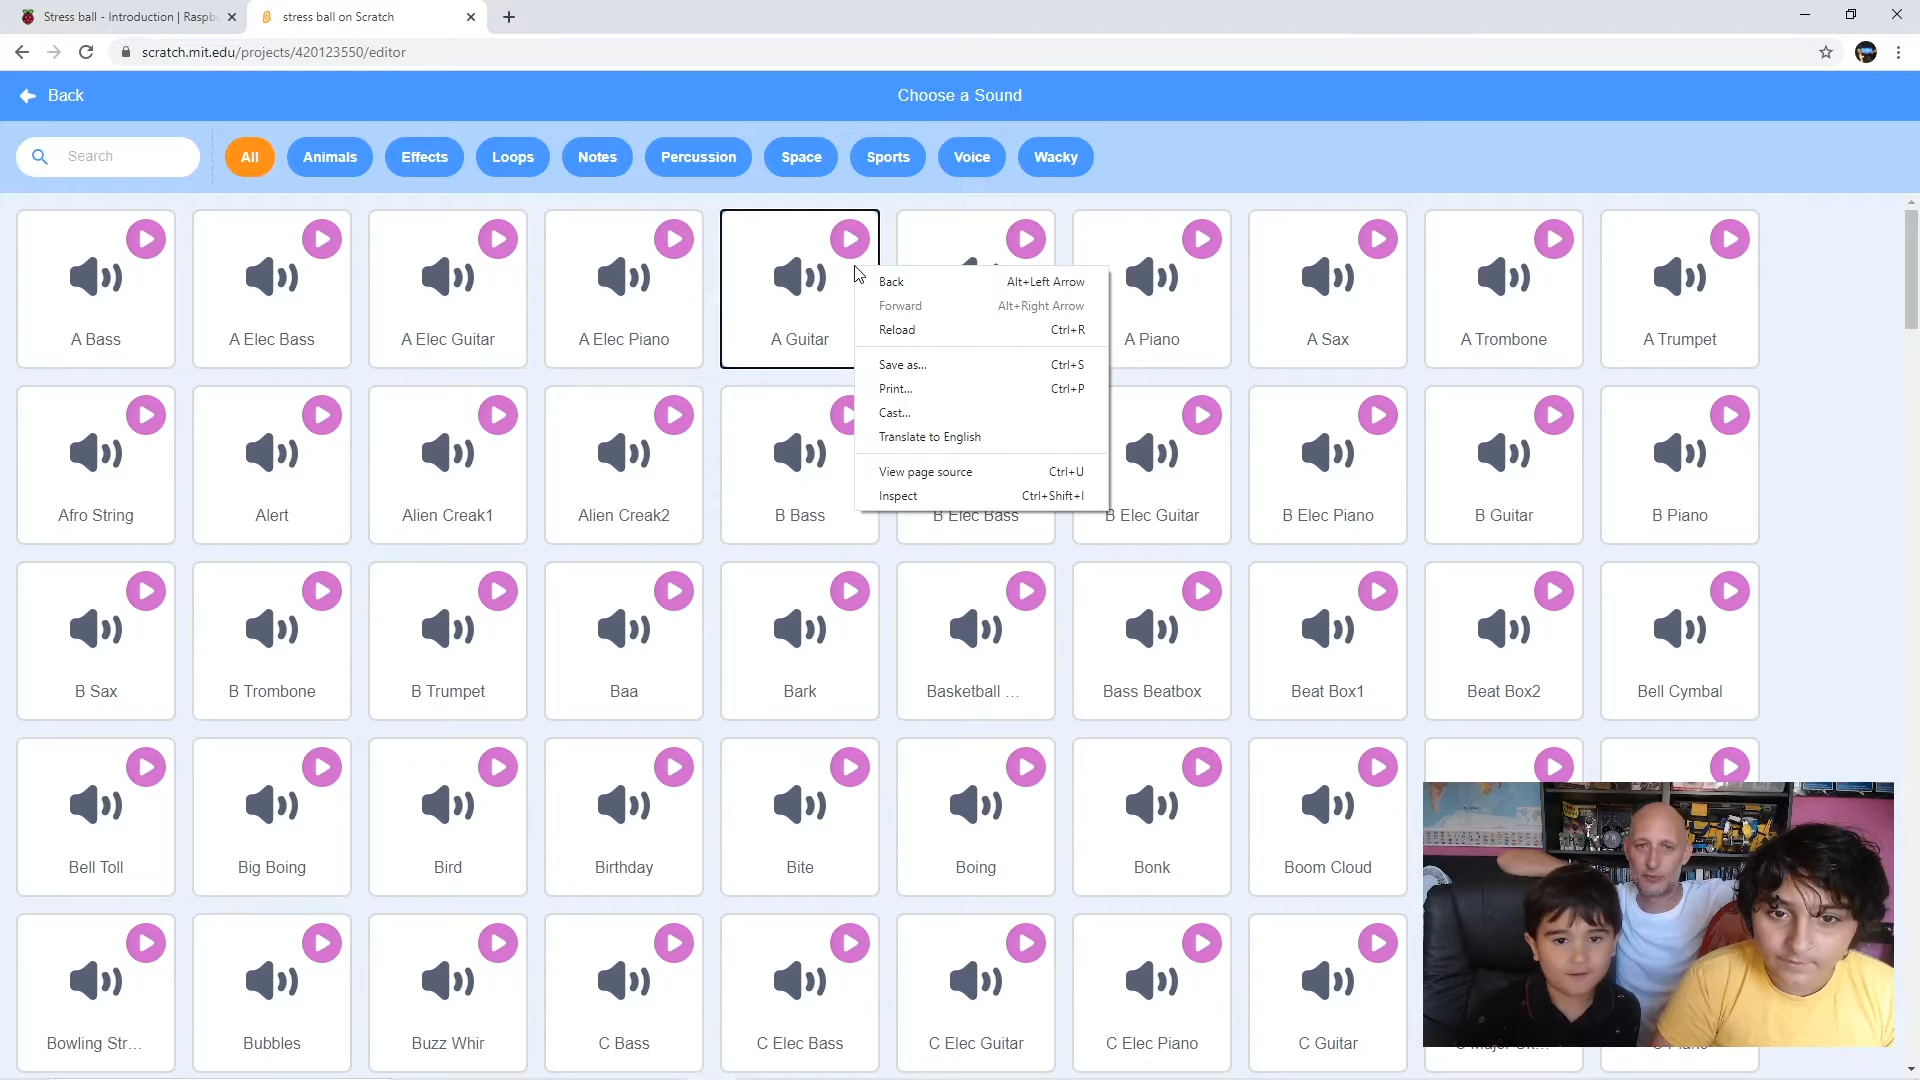 Stress ball - Introduction | Raspb
stress ball on Scratch
scratch.mit.edu/projects/420123550/editor
Back
Choose a Sound
Search
All
Animals
Effects
Loops
Notes
Percussion
Space
Sports
Voice
Wacky
A Bass
A Elec Bass
A Elec Guitar
A Elec Piano
A Guitar
A Piano
A Sax
A Trombone
A Trumpet
Back Alt+Left Arrow
Forward Alt+Right Arrow
Reload Ctrl+R
Save as... Ctrl+S
Print... Ctrl+P
Cast...
Translate to English
View page source Ctrl+U
Inspect Ctrl+Shift+I
Afro String
Alert
Alien Creak1
Alien Creak2
B Bass
B Elec Bass
B Elec Guitar
B Elec Piano
B Guitar
B Piano
B Sax
B Trombone
B Trumpet
Baa
Bark
Basketball ...
Bass Beatbox
Beat Box1
Beat Box2
Bell Cymbal
Bell Toll
Big Boing
Bird
Birthday
Bite
Boing
Bonk
Boom Cloud
Bowling Str...
Bubbles
Buzz Whir
C Bass
C Elec Bass
C Elec Guitar
C Elec Piano
C Guitar